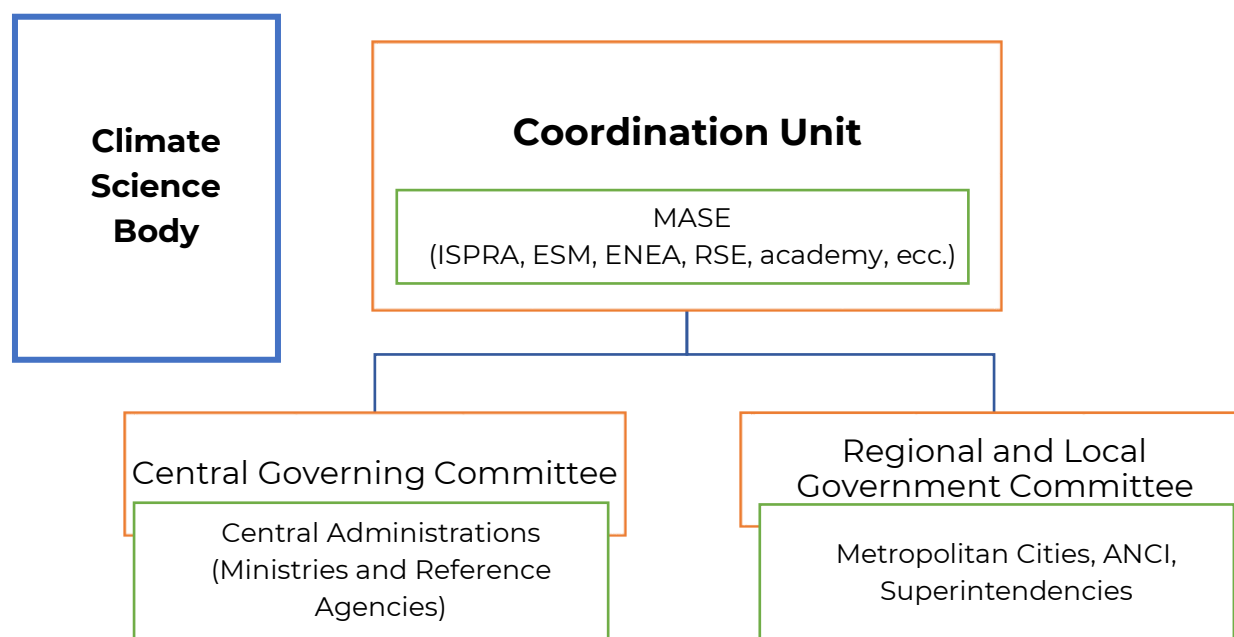 Climate
Science
Body
Coordination Unit
MASE
(ISPRA, ESM, ENEA, RSE, academy, ecc.)
Central Governing Committee
Central Administrations
(Ministries and Reference
Agencies)
Regional and Local
Government Committee
Metropolitan Cities, ANCI,
Superintendencies